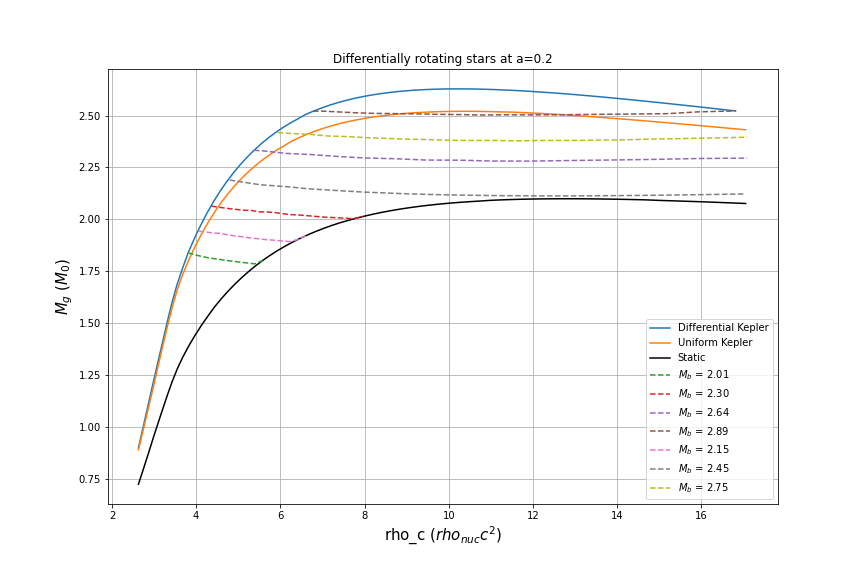 Differentially rotating stars at a=0.2
M_g (M_0)
2.50
2.25
2.00
1.75
1.50
1.25
1.00
0.75
2 4 6 8 10 12 14 16
rho_c (rho_{nuc}c^2)
Differential Kepler
Uniform Kepler
Static
M_b = 2.01
M_b = 2.30
M_b = 2.64
M_b = 2.89
M_b = 2.15
M_b = 2.45
M_b = 2.75